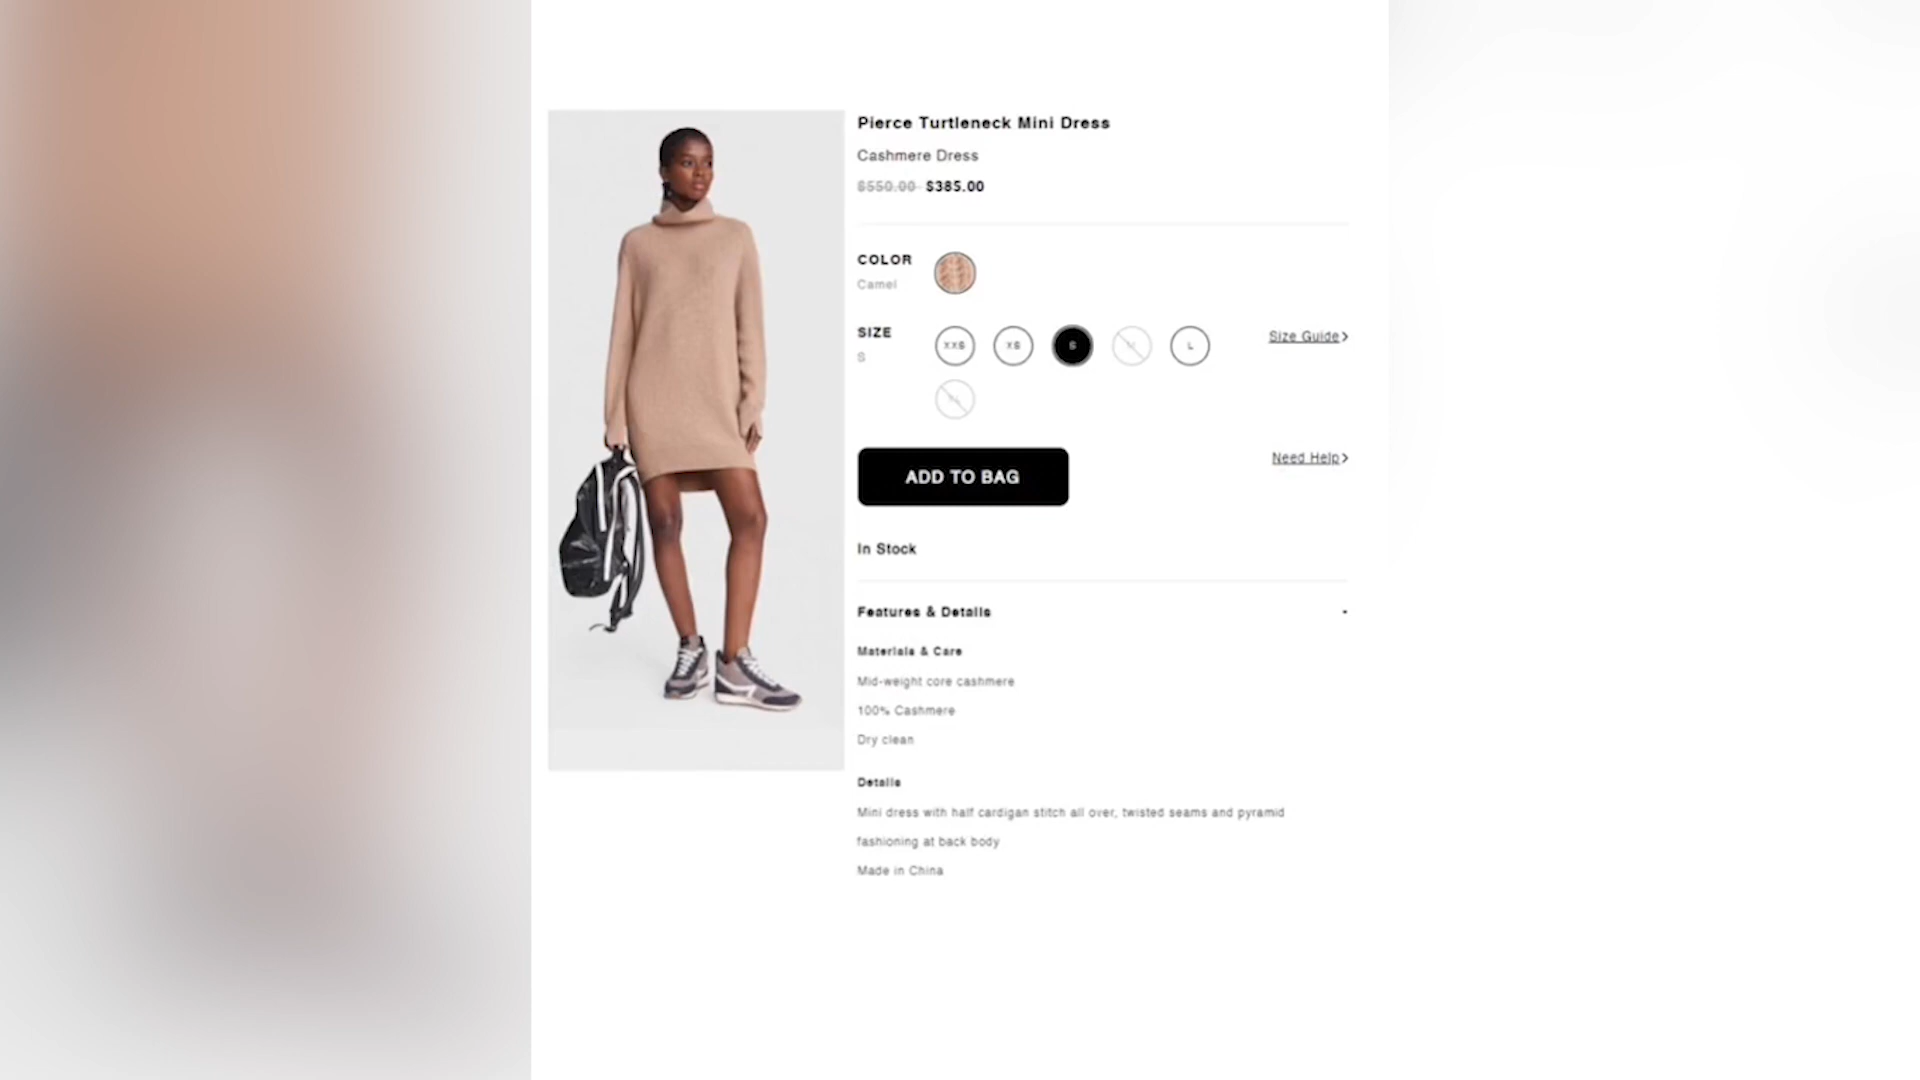 Pierce Turtleneck Mini Dress
Cashmere Dress
$550.00 $385.00
COLOR
Camel
SIZE
S
XXS XS S M L
XL
Size Guide
ADD TO BAG
Need Help
In Stock
Features & Details -
Materials & Care
Mid-weight core cashmere
100% Cashmere
Dry clean
Details
Mini dress with half cardigan stitch all over, twisted seams and pyramid
fashioning at back body
Made in China